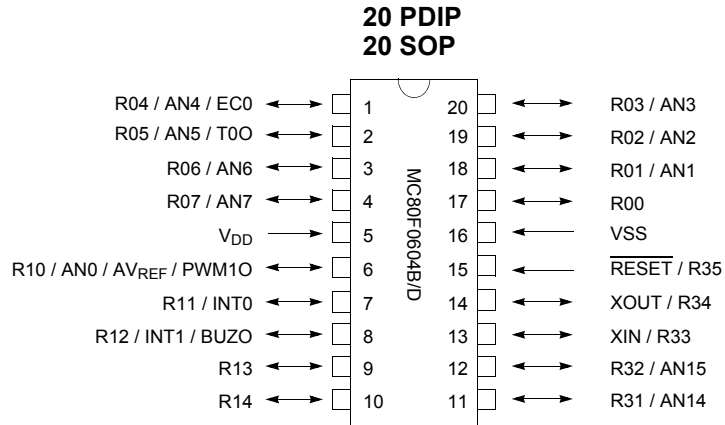 20 PDIP
20 SOP
R04 / AN4 / EC0 1 20 R03 / AN3
R05 / AN5 / T0O 2 19 R02 / AN2
R06 / AN6 3 18 R01 / AN1
R07 / AN7 4 17 R00
VDD 5 16 VSS
R10 / AN0 / AVREF / PWM1O 6 15 RESET / R35
R11 / INT0 7 14 XOUT / R34
R12 / INT1 / BUZO 8 13 XIN / R33
R13 9 12 R32 / AN15
R14 10 11 R31 / AN14
MC80F0604B/D